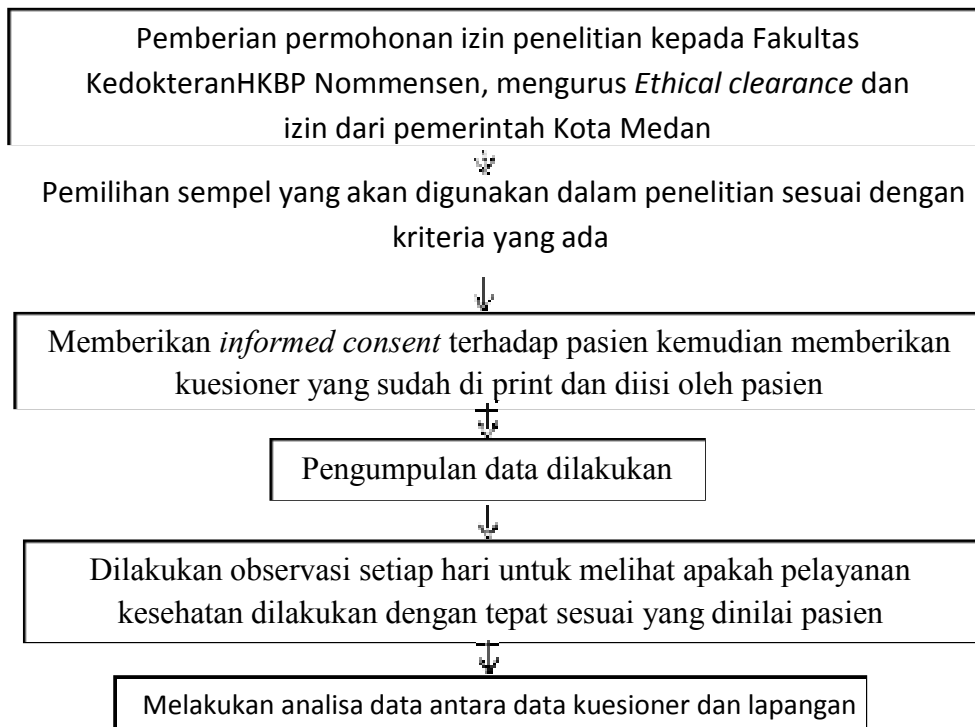 Pemberian permohonan izin penelitian kepada Fakultas
KedokteranHKBP Nommensen, mengurus Ethical clearance dan
izin dari pemerintah Kota Medan
Pemilihan sempel yang akan digunakan dalam penelitian sesuai dengan
kriteria yang ada
Memberikan informed consent terhadap pasien kemudian memberikan
kuesioner yang sudah di print dan diisi oleh pasien
Pengumpulan data dilakukan
Dilakukan observasi setiap hari untuk melihat apakah pelayanan
kesehatan dilakukan dengan tepat sesuai yang dinilai pasien
Melakukan analisa data antara data kuesioner dan lapangan